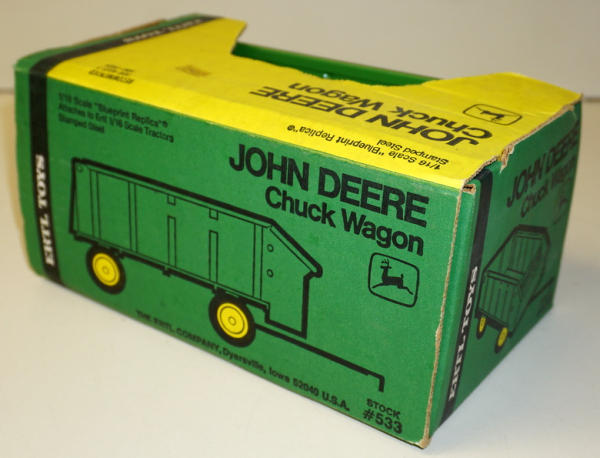 JOHN DEERE
Chuck Wagon
1/16 Scale "Blueprint Replica"®
Stamped Steel
ERTL TOYS
1/16 Scale "Blueprint Replica"®
Attaches to Ertl 1/16 Scale Tractors
Stamped Steel
JOHN DEERE
Chuck Wagon
THE ERTL COMPANY, Dyersville, Iowa 52040 U.S.A.
STOCK
#533
JOHN DEERE
Chuck Wagon
ERTL TOYS